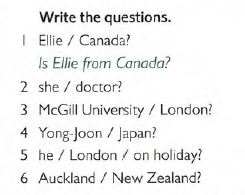 Write the questions.
1 Ellie / Canada?
Is Ellie from Canada?
2 she / doctor?
3 McGill University / London?
4 Yong-Joon / Japan?
5 he / London / on holiday?
6 Auckland / New Zealand?